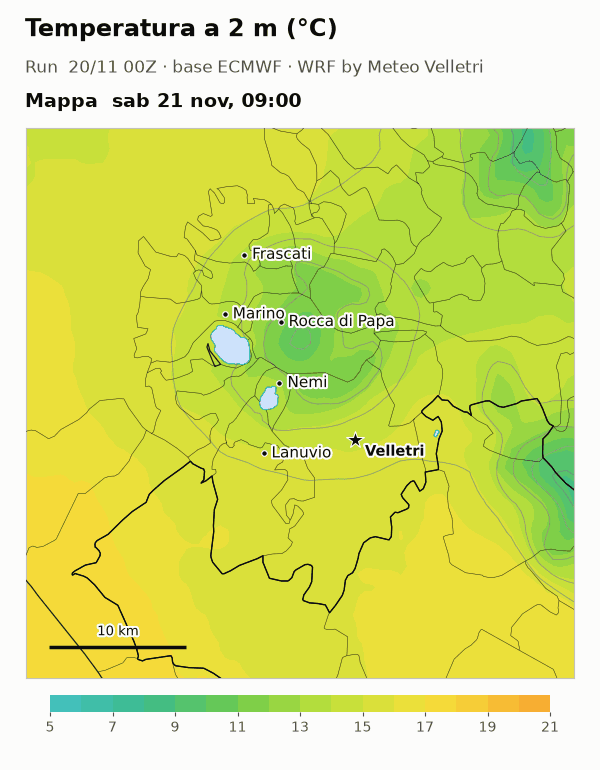 Temperatura a 2 m (°C)
Run  20/11 00Z · base ECMWF · WRF by Meteo Velletri
Mappa  sab 21 nov, 09:00
Frascati
Marino
Rocca di Papa
Nemi
Velletri
Lanuvio
10 km
5 7 9 11 13 15 17 19 21